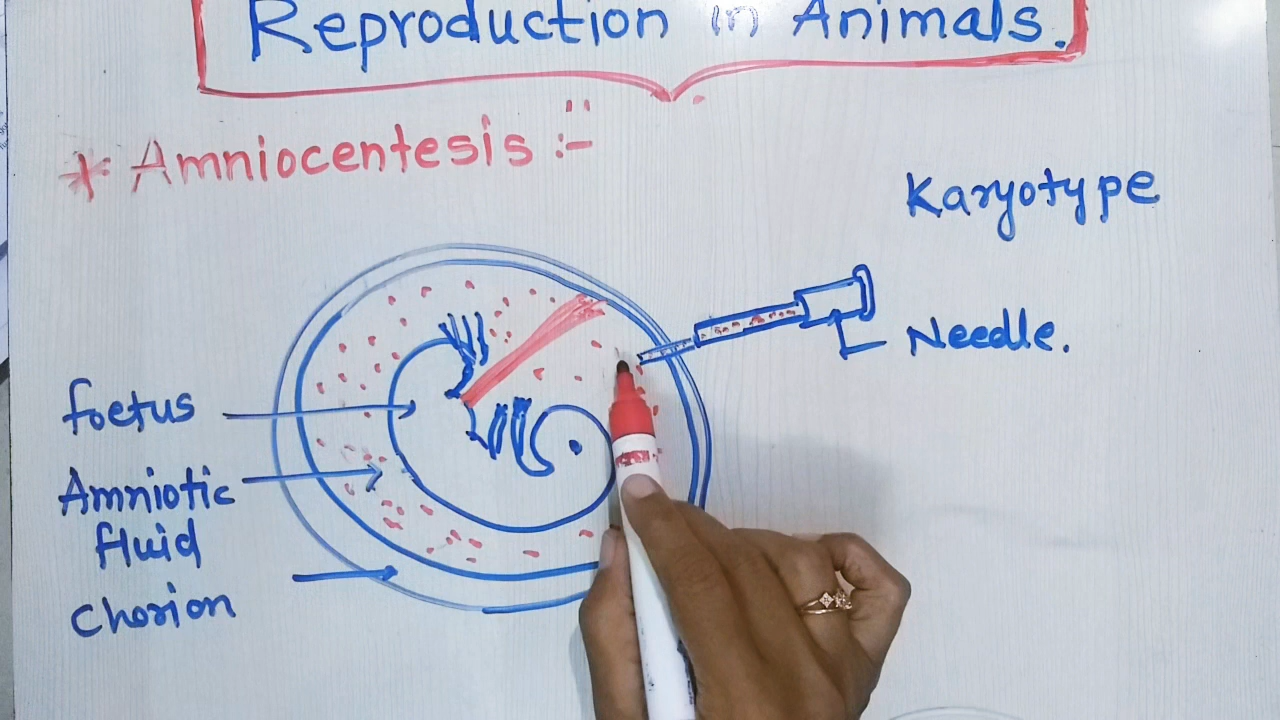 Reproduction in Animals.
* Amniocentesis :-
Karyotype
Needle.
foetus
Amniotic
fluid
chorion